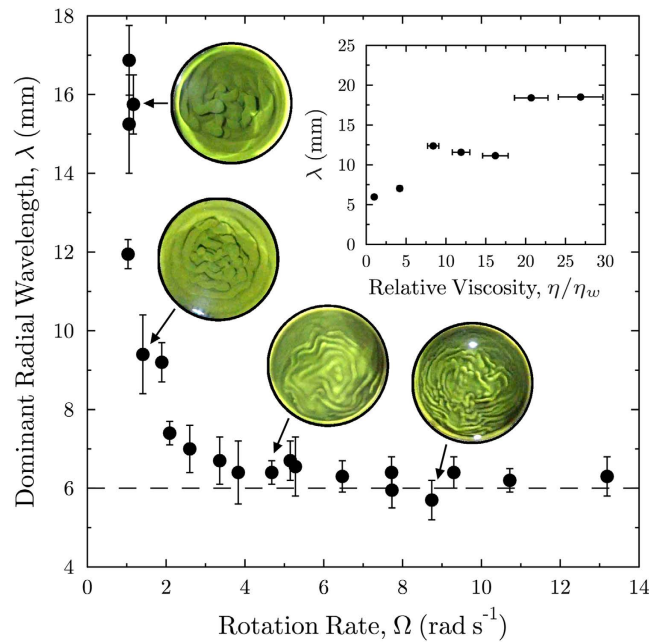 18
16
14
12
10
8
6
4
Dominant Radial Wavelength, λ (mm)
0 2 4 6 8 10 12 14
Rotation Rate, Ω (rad s⁻¹)
25
20
15
10
5
0
λ (mm)
0 5 10 15 20 25 30
Relative Viscosity, η/ηw